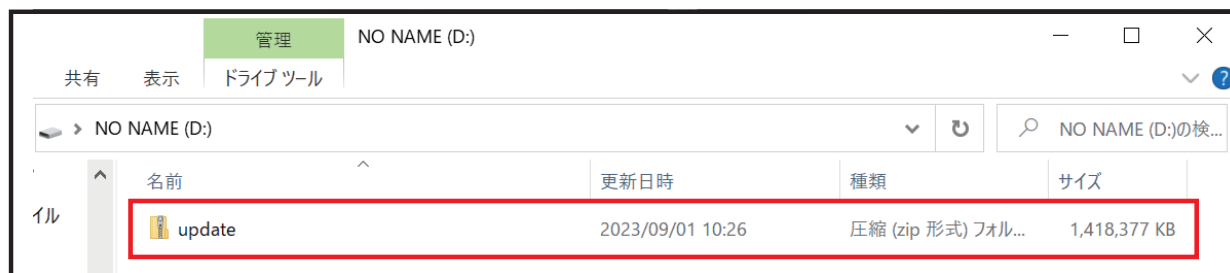 管理 NO NAME (D:)
共有 表示 ドライブ ツール
NO NAME (D:) NO NAME (D:)の検...
名前 更新日時 種類 サイズ
イル
update 2023/09/01 10:26 圧縮 (zip 形式) フォル... 1,418,377 KB